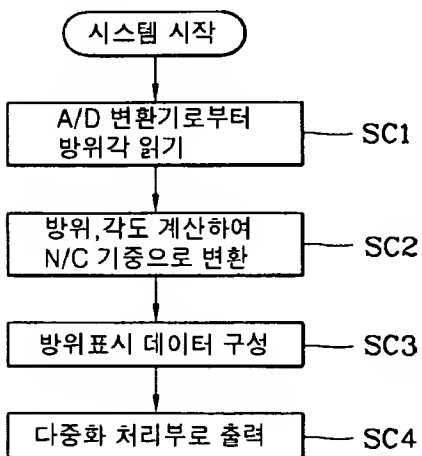 시스템 시작
A/D 변환기로부터
방위각 읽기
SC1
방위,각도 계산하여
N/C 기중으로 변환
SC2
방위표시 데이터 구성
SC3
다중화 처리부로 출력
SC4